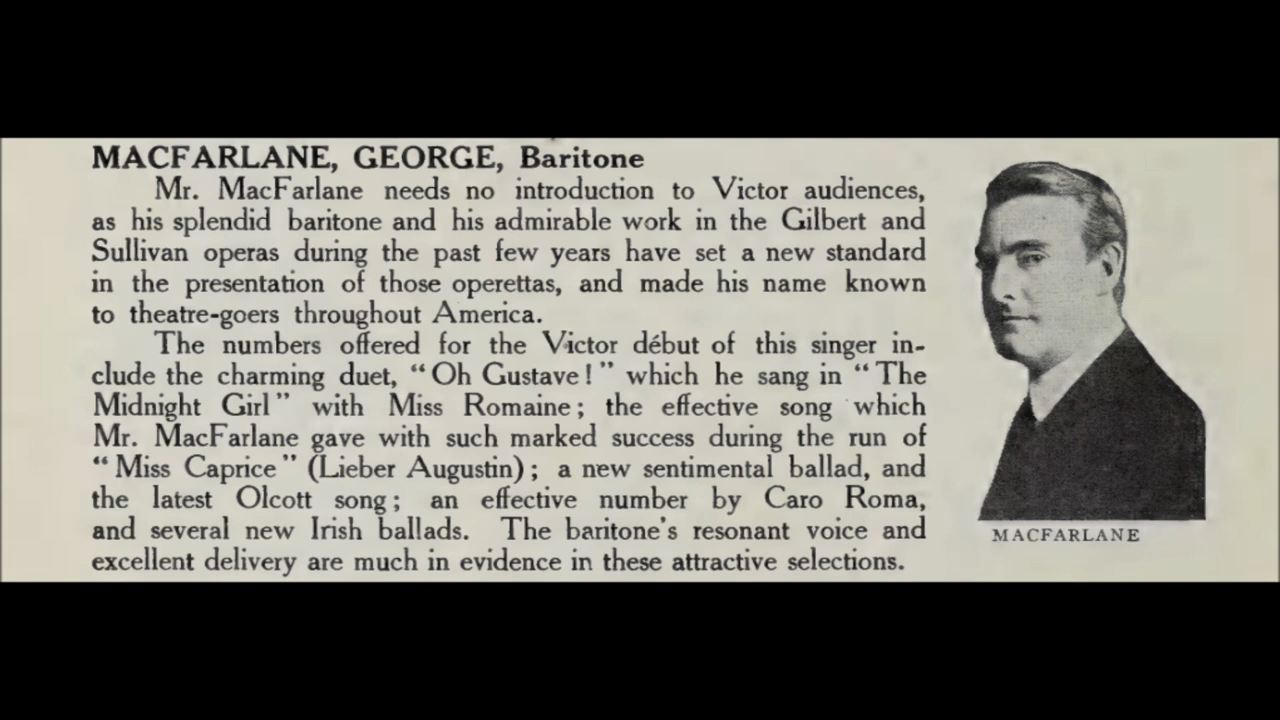 MACFARLANE, GEORGE, Baritone
Mr. MacFarlane needs no introduction to Victor audiences,
as his splendid baritone and his admirable work in the Gilbert and
Sullivan operas during the past few years have set a new standard
in the presentation of those operettas, and made his name known
to theatre-goers throughout America.
The numbers offered for the Victor début of this singer in-
clude the charming duet, “Oh Gustave!” which he sang in “The
Midnight Girl” with Miss Romaine; the effective song which
Mr. MacFarlane gave with such marked success during the run of
“Miss Caprice” (Lieber Augustin); a new sentimental ballad, and
the latest Olcott song; an effective number by Caro Roma,
and several new Irish ballads. The baritone's resonant voice and
excellent delivery are much in evidence in these attractive selections.
MACFARLANE